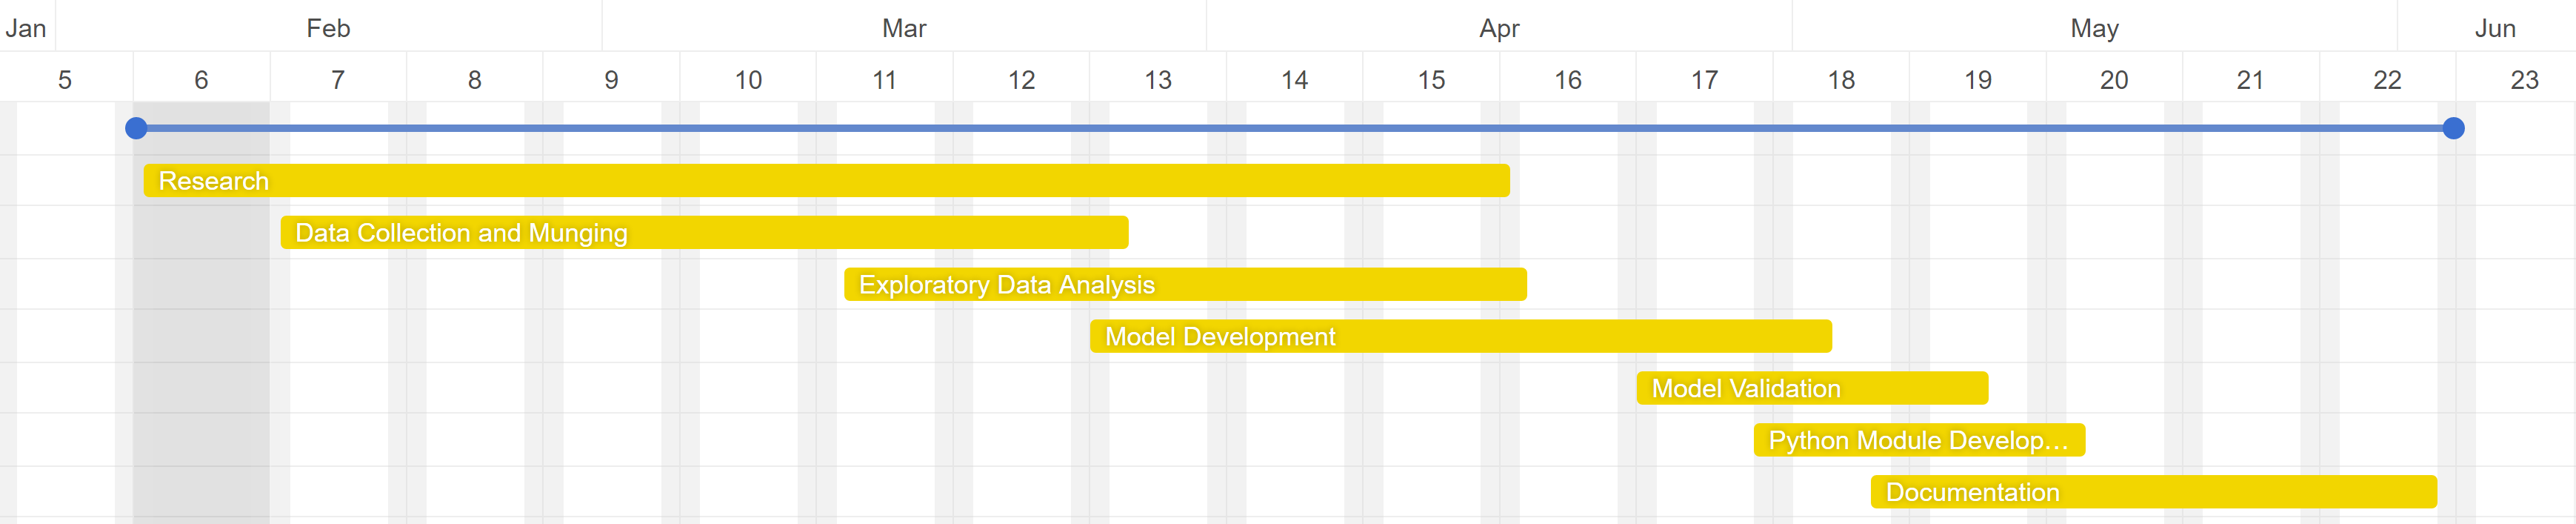 Jan Feb Mar Apr May Jun
5 6 7 8 9 10 11 12 13 14 15 16 17 18 19 20 21 22 23
Research
Data Collection and Munging
Exploratory Data Analysis
Model Development
Model Validation
Python Module Develop...
Documentation